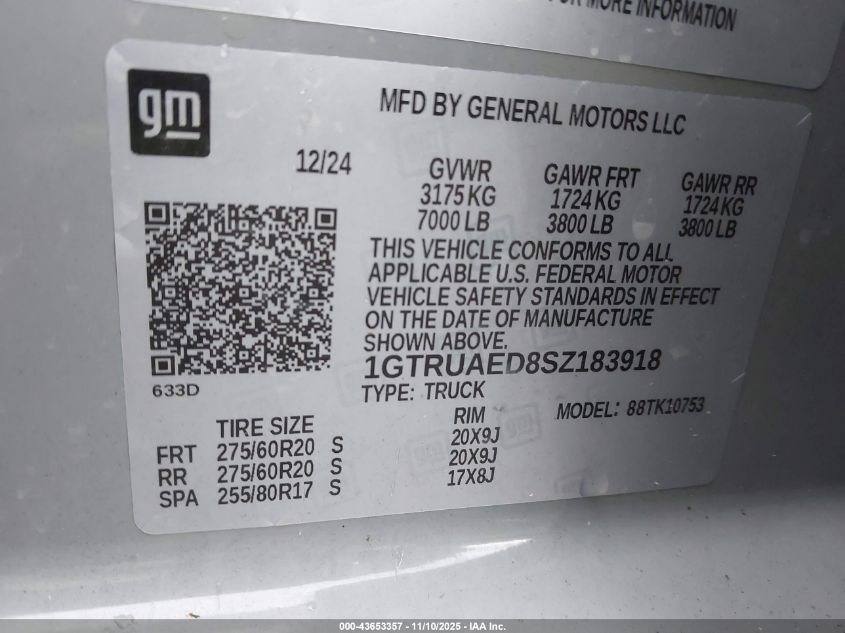 FOR MORE INFORMATION
gm
MFD BY GENERAL MOTORS LLC
12/24
GVWR GAWR FRT GAWR RR
3175 KG 1724 KG 1724 KG
7000 LB 3800 LB 3800 LB
THIS VEHICLE CONFORMS TO ALL
APPLICABLE U.S. FEDERAL MOTOR
VEHICLE SAFETY STANDARDS IN EFFECT
ON THE DATE OF MANUFACTURE
SHOWN ABOVE.
1GTRUAED8SZ183918
633D
TYPE: TRUCK
MODEL: 88TK10753
TIRE SIZE RIM
FRT 275/60R20 S 20X9J
RR 275/60R20 S 20X9J
SPA 255/80R17 S 17X8J
000-43653357 - 11/10/2025 - IAA Inc.